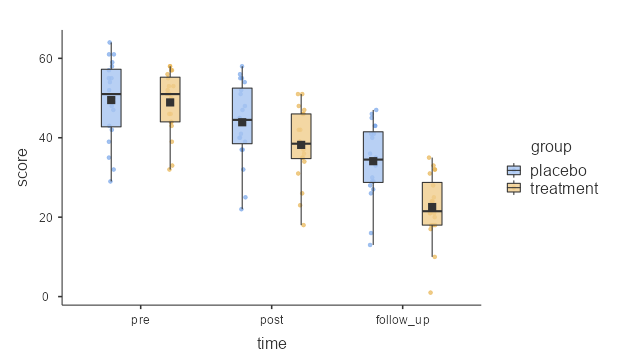 60
40
20
0
score
pre
post
follow_up
time
group
placebo
treatment